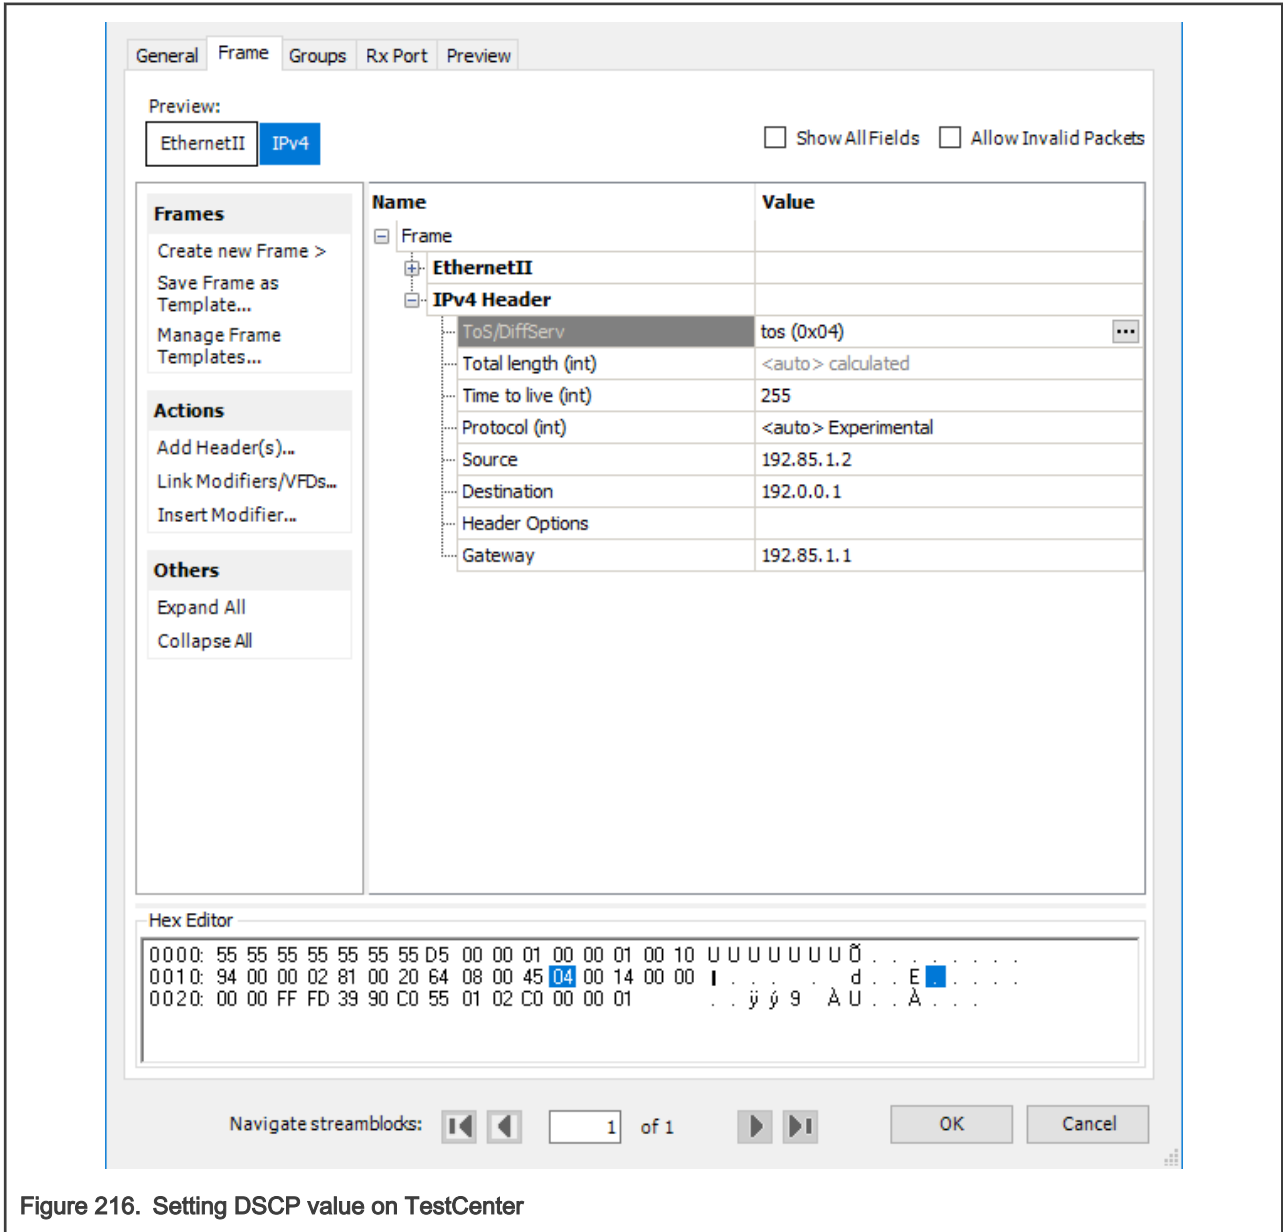 General Frame Groups Rx Port Preview
Preview:
EthernetII IPv4
Show All Fields Allow Invalid Packets
Frames
Create new Frame >
Save Frame as
Template...
Manage Frame
Templates...
Actions
Add Header(s)...
Link Modifiers/VFDs...
Insert Modifier...
Others
Expand All
Collapse All
Name Value
Frame
EthernetII
IPv4 Header
ToS/DiffServ tos (0x04) ...
Total length (int) <auto> calculated
Time to live (int) 255
Protocol (int) <auto> Experimental
Source 192.85.1.2
Destination 192.0.0.1
Header Options
Gateway 192.85.1.1
Hex Editor
0000: 55 55 55 55 55 55 55 D5 00 00 01 00 00 01 00 10 U U U U U U U Õ . . . . . . . .
0010: 94 00 00 02 81 00 20 64 08 00 45 04 00 14 00 00 . . . . d . . E . . . . .
0020: 00 00 FF FD 39 90 C0 55 01 02 C0 00 00 01 . . ÿ ý 9 À U . . À . . .
Navigate streamblocks: 1 of 1 OK Cancel
Figure 216. Setting DSCP value on TestCenter